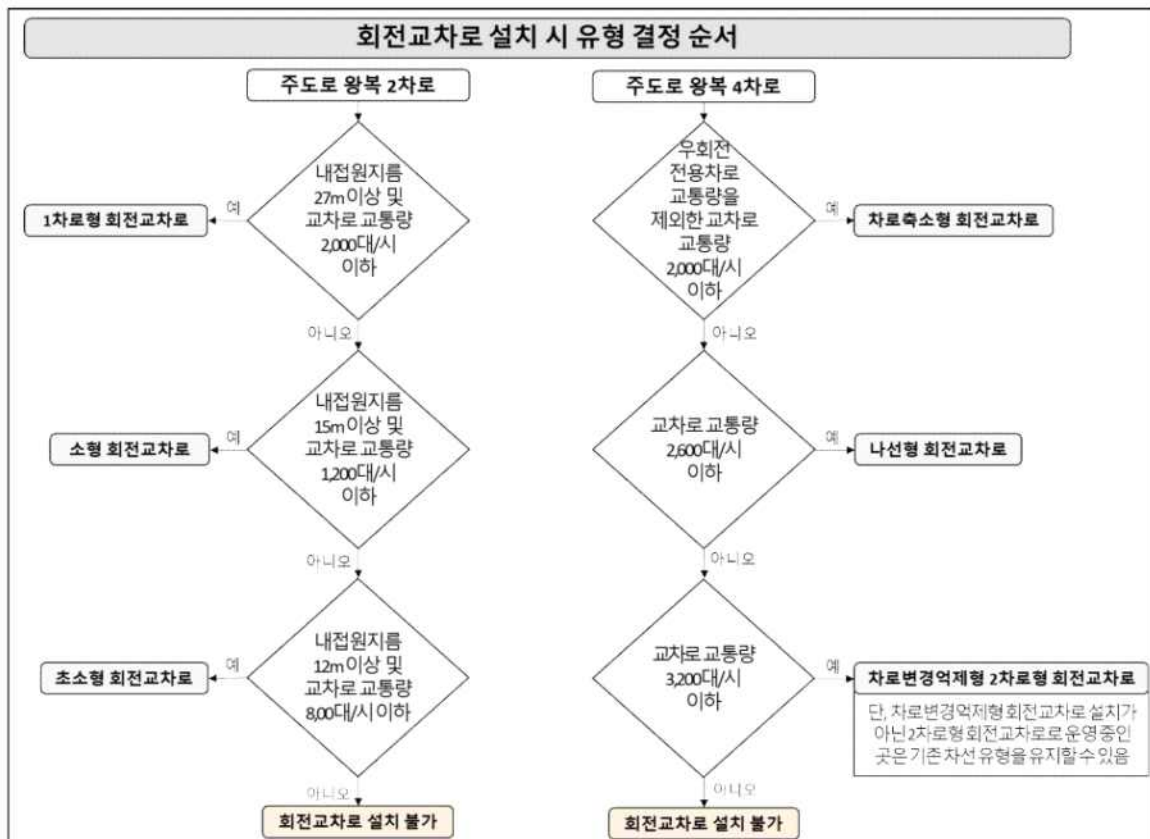 회전교차로 설치 시 유형 결정 순서
주도로 왕복 2차로
내접원지름
27m 이상 및
교차로 교통량
2,000대/시
이하
예
1차로형 회전교차로
아니오
내접원지름
15m 이상 및
교차로 교통량
1,200대/시
이하
예
소형 회전교차로
아니오
내접원지름
12m 이상 및
교차로 교통량
8,00대/시 이하
예
초소형 회전교차로
아니오
회전교차로 설치 불가
주도로 왕복 4차로
우회전
전용차로
교통량을
제외한 교차로
교통량
2,000대/시
이하
예
차로축소형 회전교차로
아니오
교차로 교통량
2,600대/시
이하
예
나선형 회전교차로
아니오
교차로 교통량
3,200대/시
이하
예
차로변경억제형 2차로형 회전교차로
단, 차로변경억제형 회전교차로 설치가
아닌 2차로형 회전교차로로 운영 중인
곳은 기존 차선 유형을 유지할 수 있음
아니오
회전교차로 설치 불가